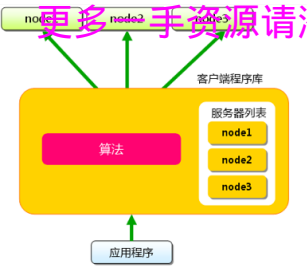 更多一手资源请
node1 node2 node3
客户端程序库
服务器列表
算法
node1
node2
node3
应用程序